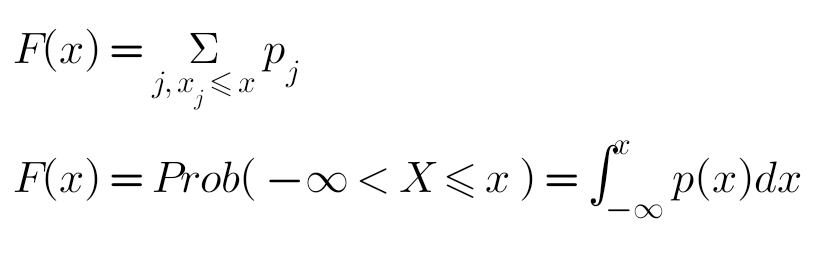 F(x) = Σ_{j, x_j ⩽ x} p_j
F(x) = Prob( −∞ < X ⩽ x ) = ∫_{−∞}^{x} p(x)dx